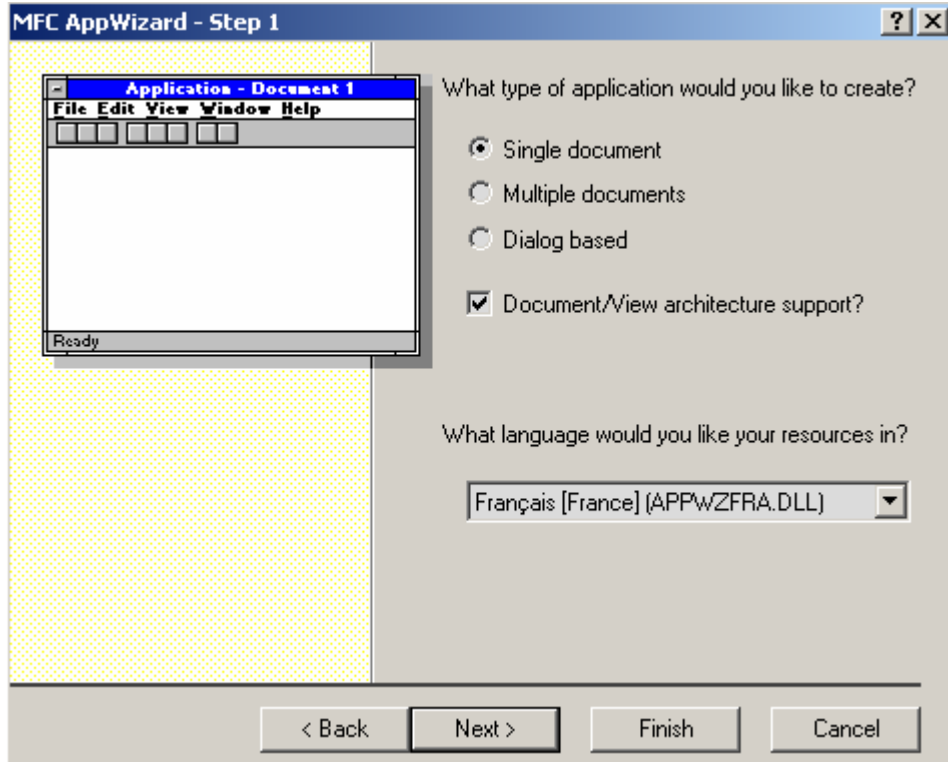 MFC AppWizard - Step 1
Application - Document 1
File Edit View Window Help
Ready
What type of application would you like to create?
Single document
Multiple documents
Dialog based
Document/View architecture support?
What language would you like your resources in?
Français [France] (APPWZFRA.DLL)
< Back Next > Finish Cancel